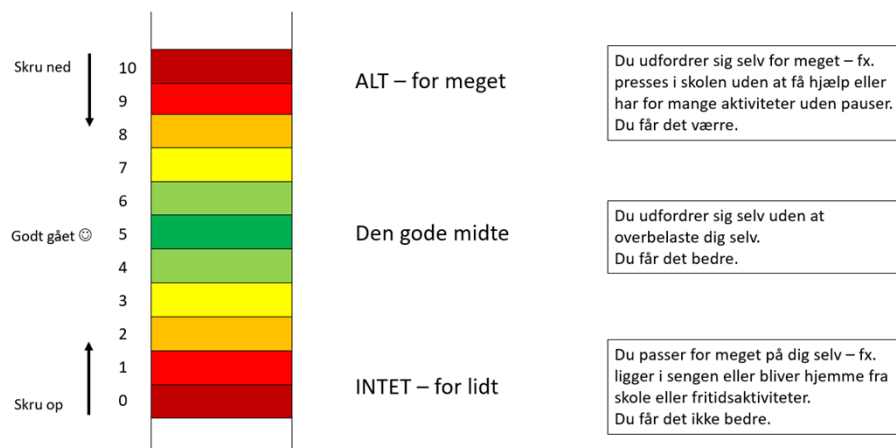 Skru ned
10
9
8
7
6
Godt gået ☺
5
4
3
2
1
Skru op
0
ALT – for meget
Den gode midte
INTET – for lidt
Du udfordrer sig selv for meget – fx.
presses i skolen uden at få hjælp eller
har for mange aktiviteter uden pauser.
Du får det værre.
Du udfordrer sig selv uden at
overbelaste dig selv.
Du får det bedre.
Du passer for meget på dig selv – fx.
ligger i sengen eller bliver hjemme fra
skole eller fritidsaktiviteter.
Du får det ikke bedre.